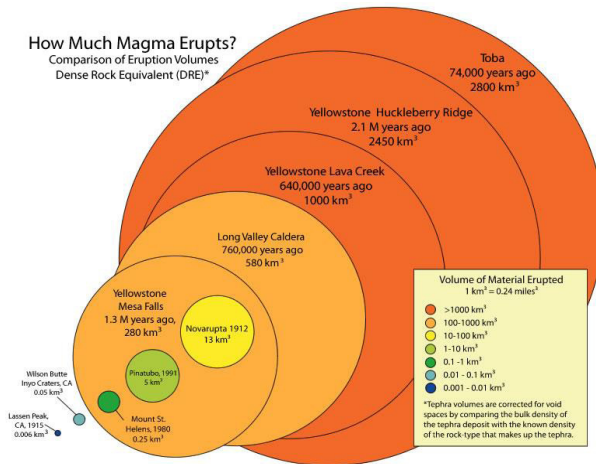 How Much Magma Erupts?
Comparison of Eruption Volumes
Dense Rock Equivalent (DRE)*
Toba
74,000 years ago
2800 km³
Yellowstone Huckleberry Ridge
2.1 M years ago
2450 km³
Yellowstone Lava Creek
640,000 years ago
1000 km³
Long Valley Caldera
760,000 years ago
580 km³
Yellowstone
Mesa Falls
1.3 M years ago,
280 km³
Novarupta 1912
13 km³
Pinatubo, 1991
5 km³
Wilson Butte
Inyo Craters, CA
0.05 km³
Lassen Peak,
CA, 1915
0.006 km³
Mount St.
Helens, 1980
0.25 km³
Volume of Material Erupted
1 km³ = 0.24 miles³
>1000 km³
100-1000 km³
10-100 km³
1-10 km³
0.1 -1 km³
0.01 - 0.1 km³
0.001 - 0.01 km³
*Tephra volumes are corrected for void
spaces by comparing the bulk density of
the tephra deposit with the known density
of the rock-type that makes up the tephra.